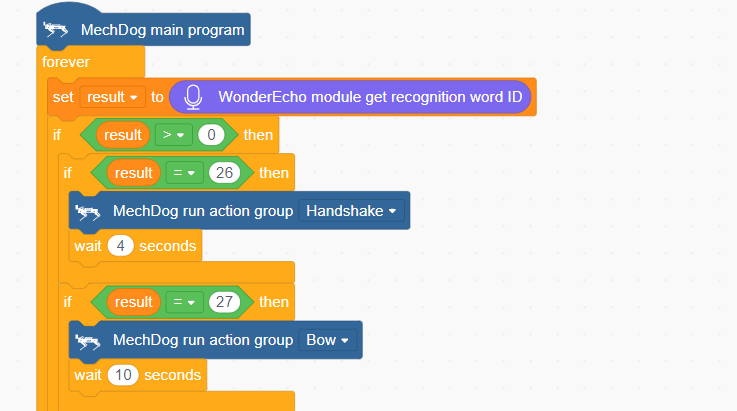 MechDog main program
forever
set result to WonderEcho module get recognition word ID
if result > 0 then
if result = 26 then
MechDog run action group Handshake
wait 4 seconds
if result = 27 then
MechDog run action group Bow
wait 10 seconds